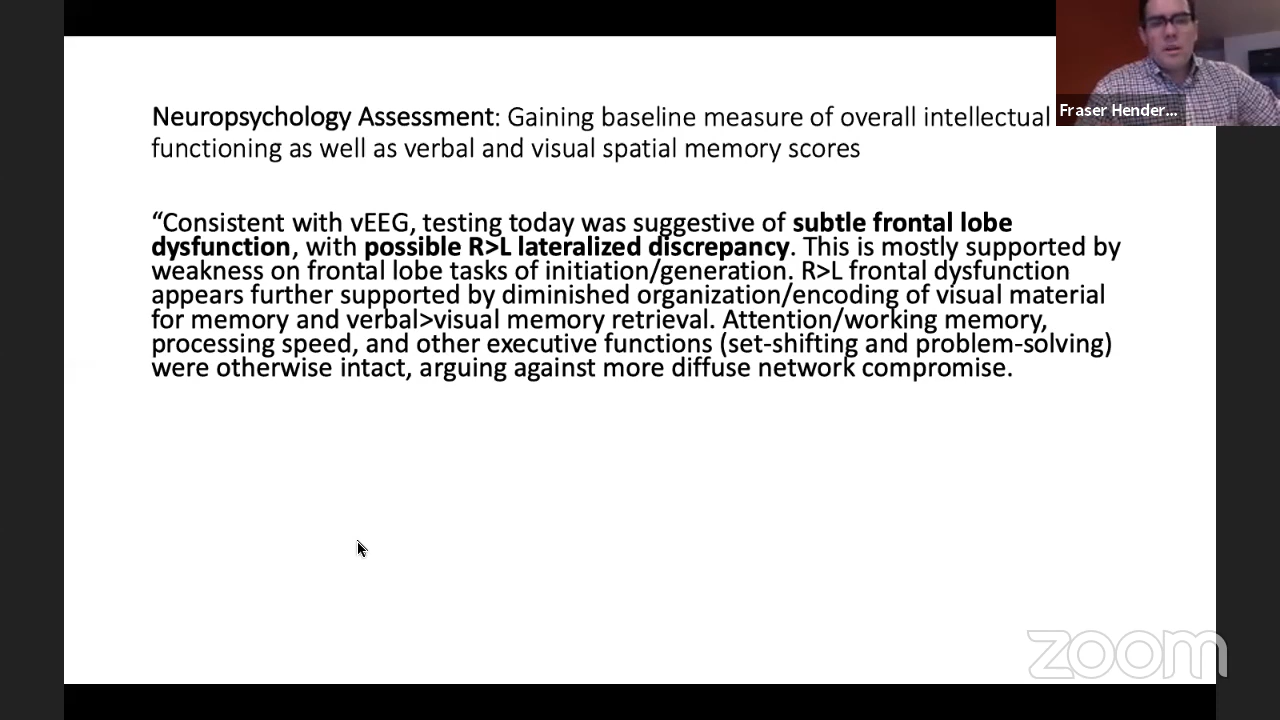 Neuropsychology Assessment: Gaining baseline measure of overall intellectual
functioning as well as verbal and visual spatial memory scores
“Consistent with vEEG, testing today was suggestive of subtle frontal lobe
dysfunction, with possible R>L lateralized discrepancy. This is mostly supported by
weakness on frontal lobe tasks of initiation/generation. R>L frontal dysfunction
appears further supported by diminished organization/encoding of visual material
for memory and verbal>visual memory retrieval. Attention/working memory,
processing speed, and other executive functions (set-shifting and problem-solving)
were otherwise intact, arguing against more diffuse network compromise.
Fraser Hender...
zoom